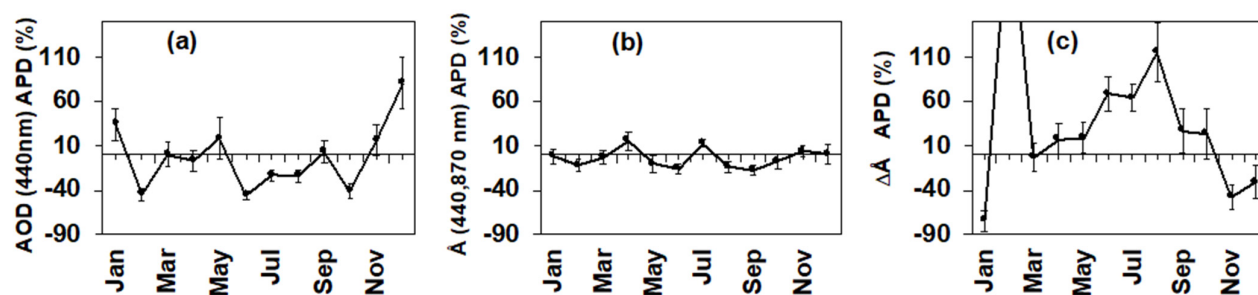 AOD (440nm) APD (%)
(a)
110
60
10
-40
-90
Jan
Mar
May
Jul
Sep
Nov
Å (440,870 nm) APD (%)
(b)
110
60
10
-40
-90
Jan
Mar
May
Jul
Sep
Nov
ΔÅ APD (%)
(c)
110
60
10
-40
-90
Jan
Mar
May
Jul
Sep
Nov